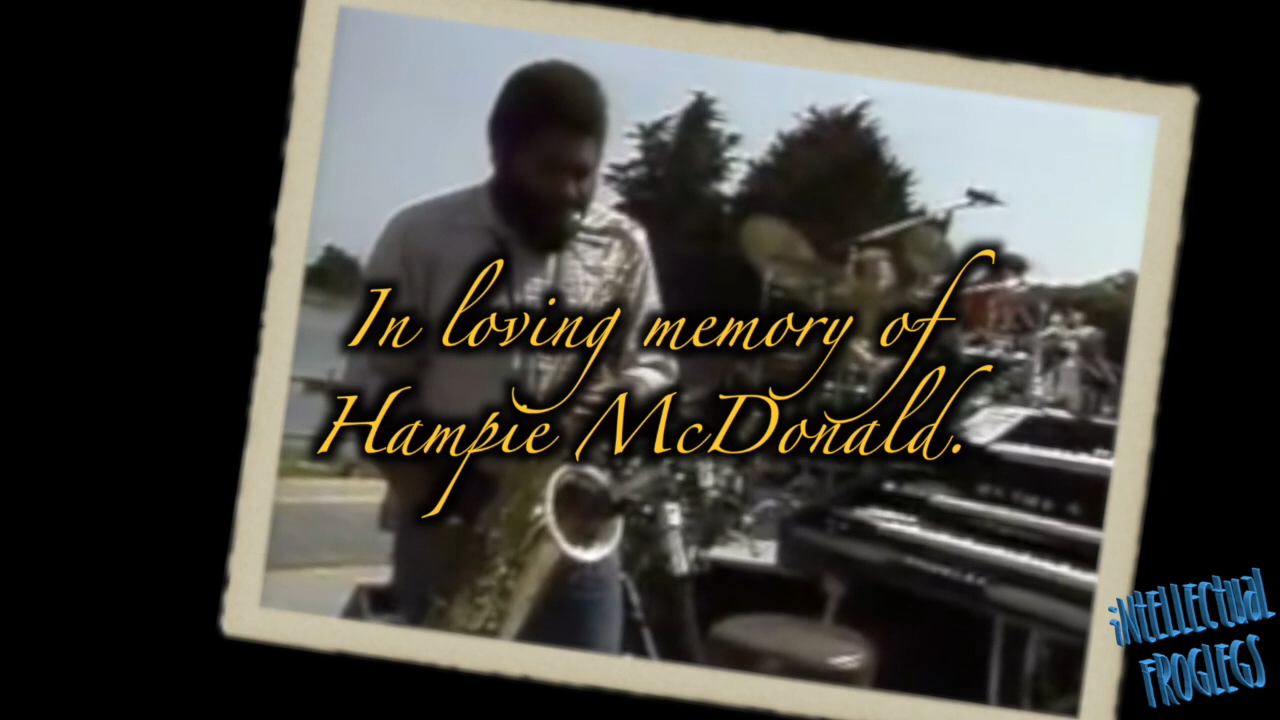 In loving memory of
Hampie McDonald.
iNTELLECTUAL
FROGLEGS